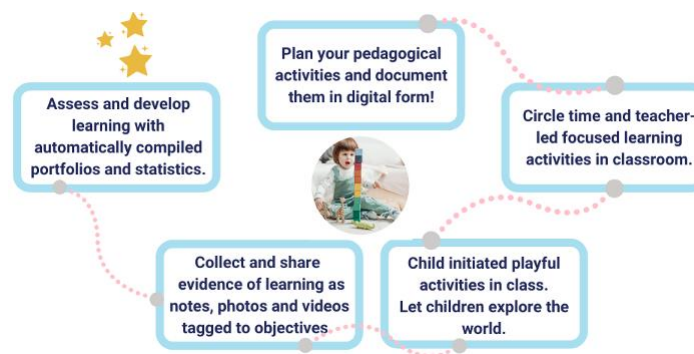 Plan your pedagogical
activities and document
them in digital form!
Circle time and teacher-
led focused learning
activities in classroom.
Child initiated playful
activities in class.
Let children explore the
world.
Collect and share
evidence of learning as
notes, photos and videos
tagged to objectives
Assess and develop
learning with
automatically compiled
portfolios and statistics.